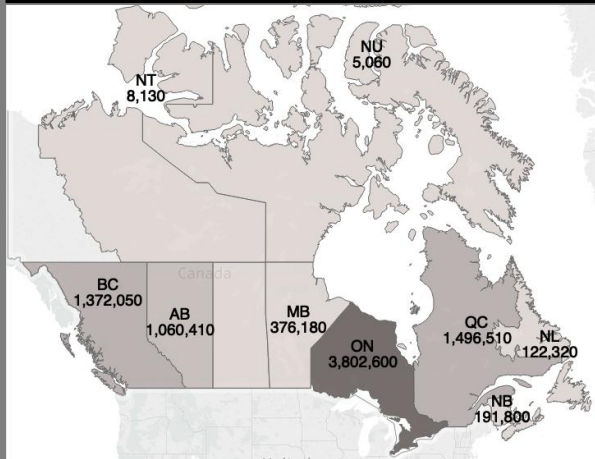 NU
5,060
NT
8,130
Canada
BC
1,372,050
AB
1,060,410
MB
376,180
ON
3,802,600
QC
1,496,510
NL
122,320
NB
191,800